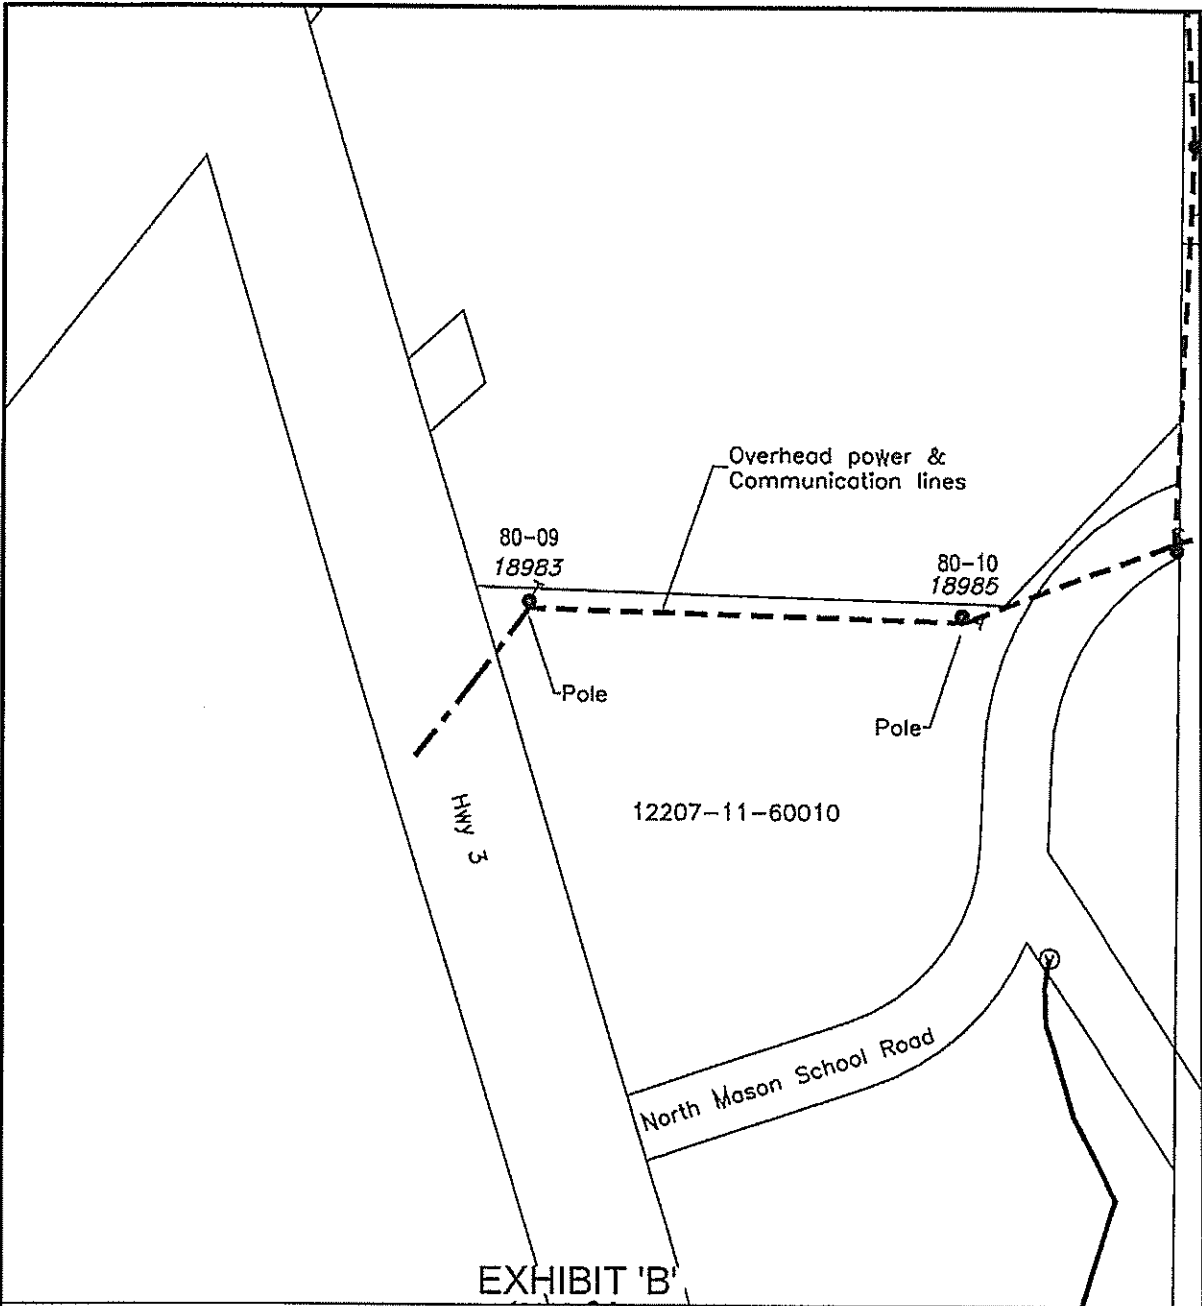 Overhead power &
Communication lines
80-09
18983
80-10
18985
Pole
Pole
Hwy 3
12207-11-60010
North Mason School Road
EXHIBIT 'B'